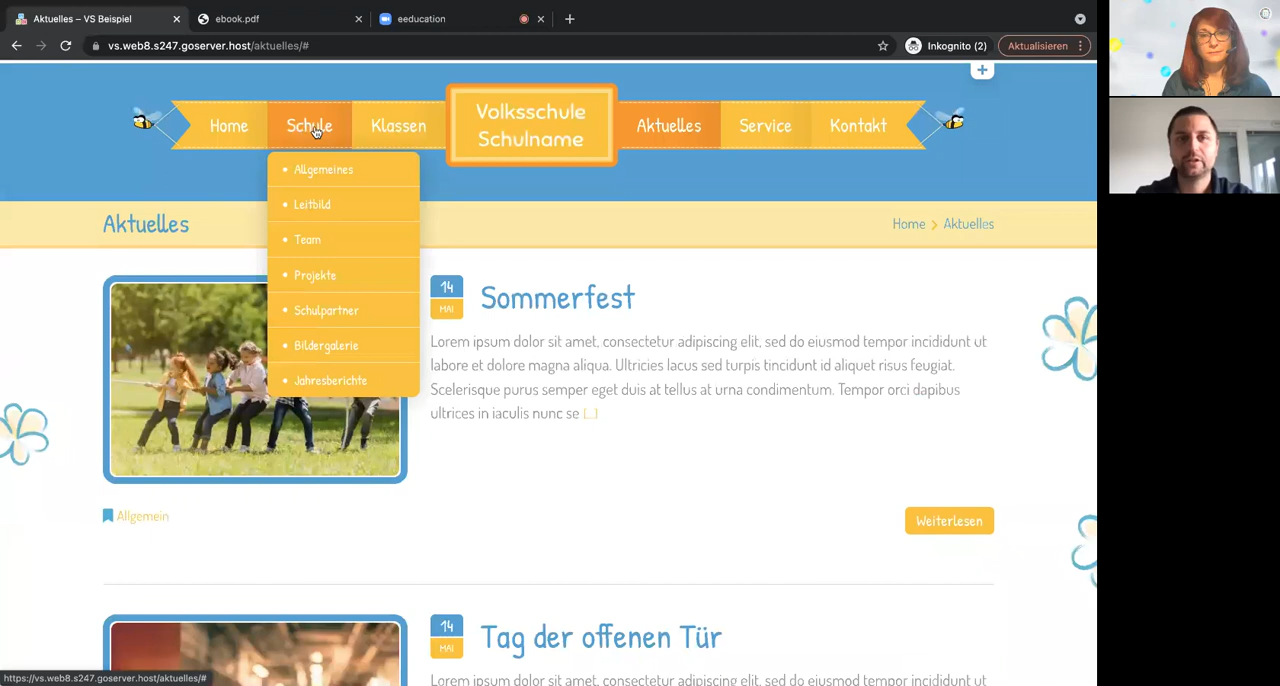 Aktuelles – VS Beispiel
ebook.pdf
eeducation
vs.web8.s247.goserver.host/aktuelles/#
Inkognito (2)
Aktualisieren
Home
Schule
Klassen
Volksschule
Schulname
Aktuelles
Service
Kontakt
Allgemeines
Leitbild
Team
Projekte
Schulpartner
Bildergalerie
Jahresberichte
Aktuelles
Home > Aktuelles
14
MAI
Sommerfest
Lorem ipsum dolor sit amet, consectetur adipiscing elit, sed do eiusmod tempor incididunt ut
labore et dolore magna aliqua. Ultricies lacus sed turpis tincidunt id aliquet risus feugiat.
Scelerisque purus semper eget duis at tellus at urna condimentum. Tempor orci dapibus
ultrices in iaculis nunc se [...]
Allgemein
Weiterlesen
14
MAI
Tag der offenen Tür
Lorem ipsum dolor sit amet, consectetur adipiscing elit, sed do eiusmod tempor incididunt ut
https://vs.web8.s247.goserver.host/aktuelles/#